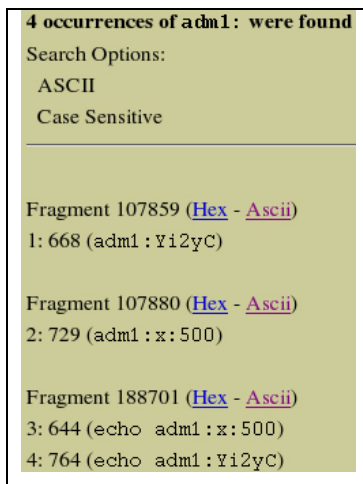 4 occurrences of adm1: were found
Search Options:
ASCII
Case Sensitive
Fragment 107859 (Hex - Ascii)
1: 668 (adm1:Yi2yC)
Fragment 107880 (Hex - Ascii)
2: 729 (adm1:x:500)
Fragment 188701 (Hex - Ascii)
3: 644 (echo adm1:x:500)
4: 764 (echo adm1:Yi2yC)